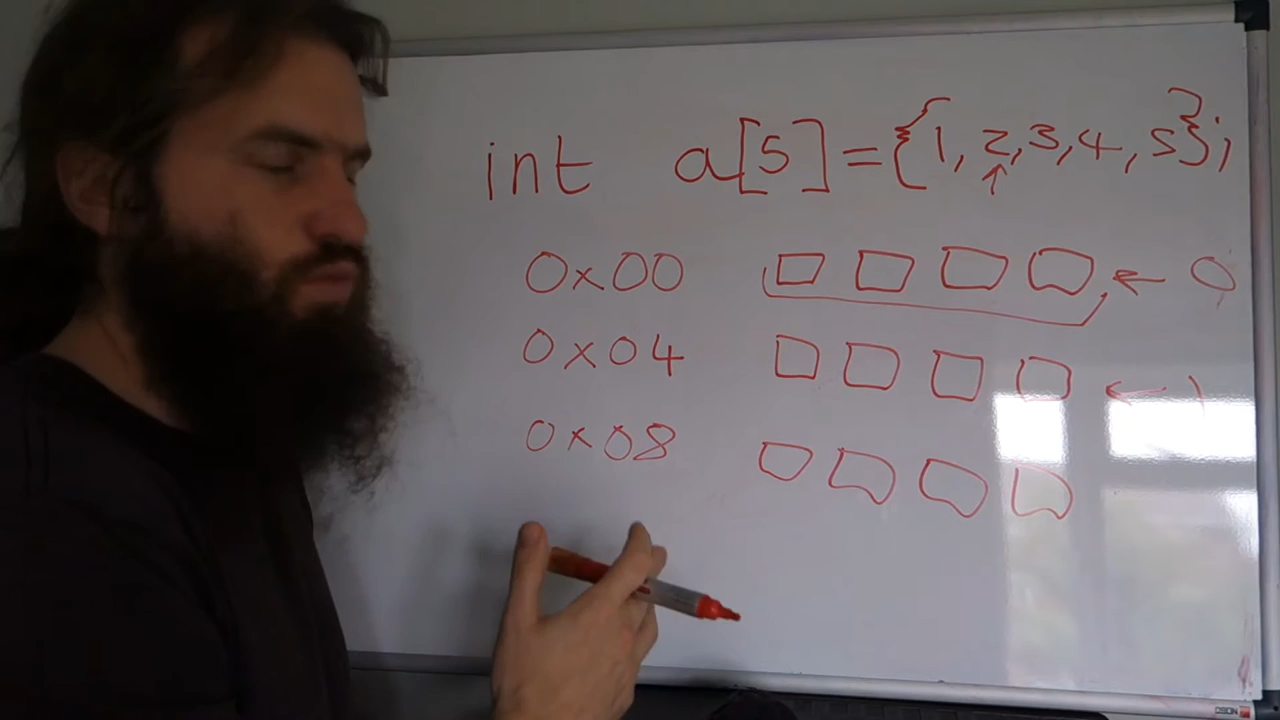 int a[5]={1,2,3,4,5};
0x00 ← 0
0x04 ← 1
0x08